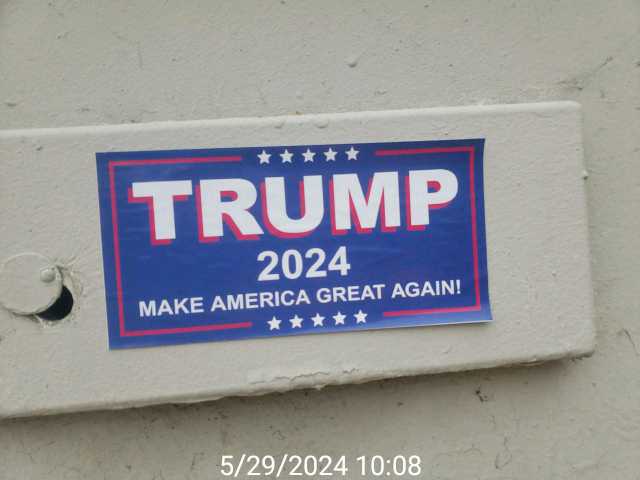 TRUMP
2024
MAKE AMERICA GREAT AGAIN!
5/29/2024 10:08